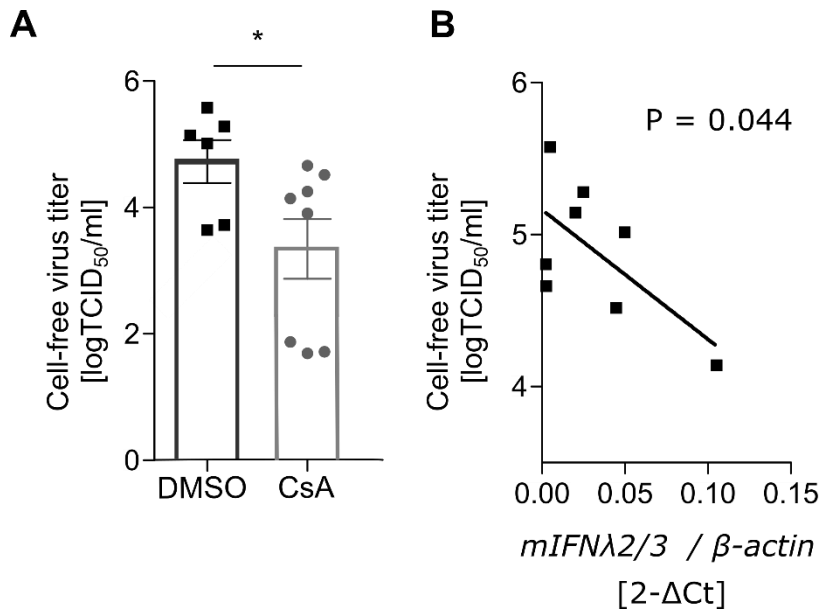 A
*
6
4
2
0
Cell-free virus titer
[logTCID50/ml]
DMSO CsA
B
P = 0.044
6
5
4
Cell-free virus titer
[logTCID50/ml]
0.00 0.05 0.10 0.15
mIFNλ2/3 / β-actin
[2-ΔCt]